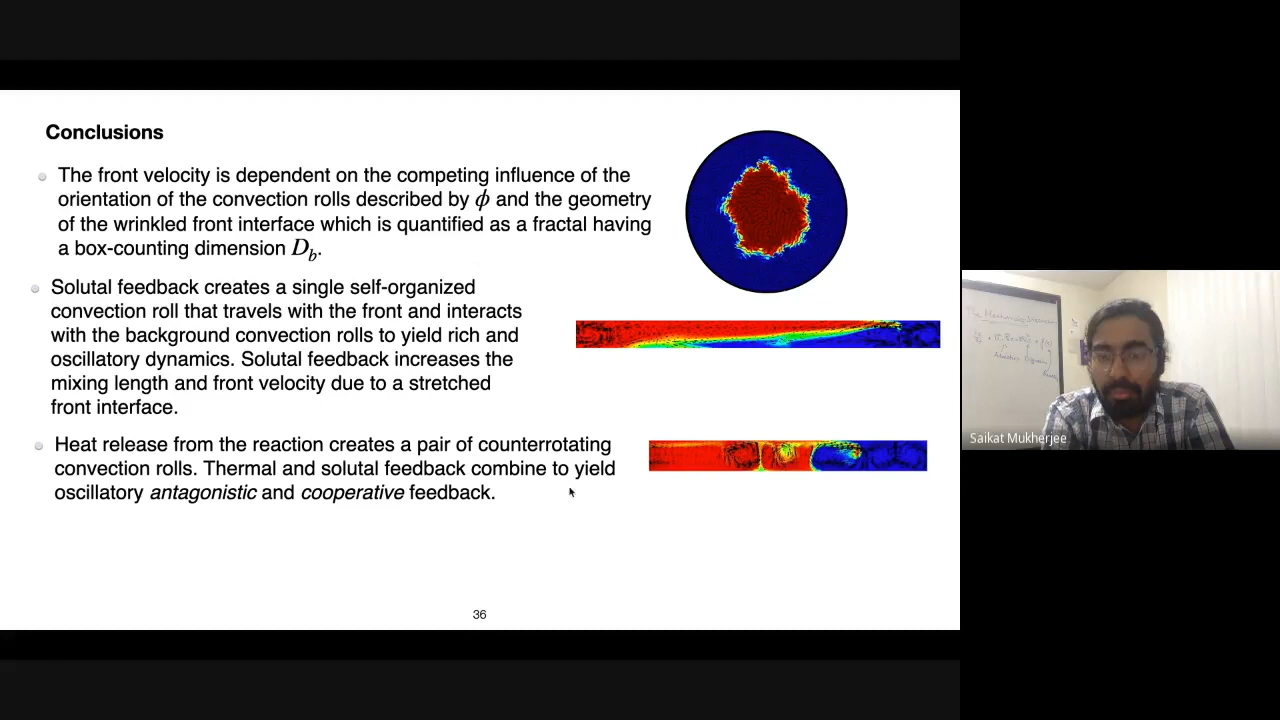 Conclusions
The front velocity is dependent on the competing influence of the
orientation of the convection rolls described by ϕ and the geometry
of the wrinkled front interface which is quantified as a fractal having
a box-counting dimension D_b.
Solutal feedback creates a single self-organized
convection roll that travels with the front and interacts
with the background convection rolls to yield rich and
oscillatory dynamics. Solutal feedback increases the
mixing length and front velocity due to a stretched
front interface.
Heat release from the reaction creates a pair of counterrotating
convection rolls. Thermal and solutal feedback combine to yield
oscillatory antagonistic and cooperative feedback.
36
Saikat Mukherjee